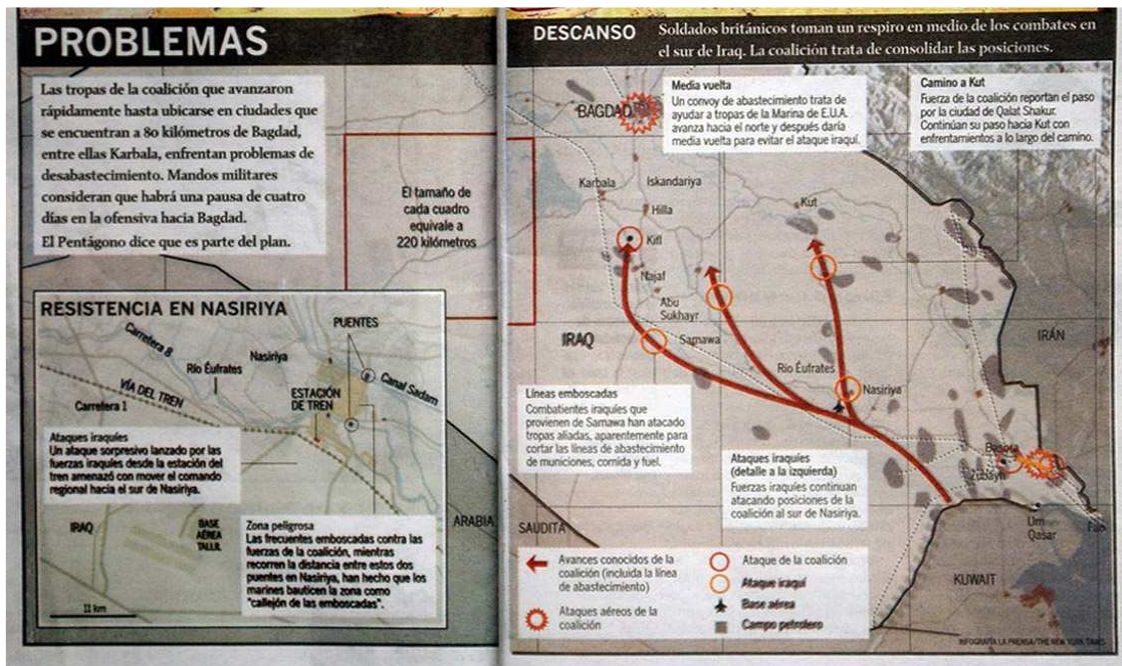 PROBLEMAS
Las tropas de la coalición que avanzaron
rápidamente hasta ubicarse en ciudades que
se encuentran a 80 kilómetros de Bagdad,
entre ellas Karbala, enfrentan problemas de
desabastecimiento. Mandos militares
consideran que habrá una pausa de cuatro
días en la ofensiva hacia Bagdad.
El Pentágono dice que es parte del plan.
El tamaño de
cada cuadro
equivale a
220 kilómetros
RESISTENCIA EN NASIRIYA
PUENTES
Carretera 8
Río Éufrates
Nasiriya
Canal Sadam
VÍA DEL TREN
ESTACIÓN
DE TREN
Carretera 1
Ataques iraquíes
Un ataque sorpresivo lanzado por las
fuerzas iraquíes desde la estación del
tren amenazó con mover el comando
regional hacia el sur de Nasiriya.
IRAQ
BASE
AÉREA
TALLIL
Zona peligrosa
Las frecuentes emboscadas contra las
fuerzas de la coalición, mientras
recorren la distancia entre estos dos
puentes en Nasiriya, han hecho que los
marines bauticen la zona como
"callejón de las emboscadas".
11 km
DESCANSO
Soldados británicos toman un respiro en medio de los combates en
el sur de Iraq. La coalición trata de consolidar las posiciones.
BAGDAD
Media vuelta
Un convoy de abastecimiento trata de
ayudar a tropas de la Marina de E.U.A.
avanza hacia el norte y después daría
media vuelta para evitar el ataque iraquí.
Camino a Kut
Fuerza de la coalición reportan el paso
por la ciudad de Qalat Shakur.
Continúan su paso hacia Kut con
enfrentamientos a lo largo del camino.
Karbala
Iskandariya
Hilla
Kut
Kifl
Najaf
Abu
Sukhayr
IRAQ
Samawa
IRÁN
Río Éufrates
Nasiriya
Líneas emboscadas
Combatientes iraquíes que
provienen de Samawa han atacado
tropas aliadas, aparentemente para
cortar las líneas de abastecimiento
de municiones, comida y fuel.
Ataques iraquíes
(detalle a la izquierda)
Fuerzas iraquíes continuan
atacando posiciones de la
coalición al sur de Nasiriya.
Basora
Zubayr
Um
Qasar
Fao
ARABIA
SAUDITA
KUWAIT
Avances conocidos de la
coalición (incluida la línea
de abastecimiento)
Ataques aéreos de la
coalición
Ataque de la coalición
Ataque iraquí
Base aérea
Campo petrolero
INFOGRAFÍA LA PRENSA/THE NEW YORK TIMES